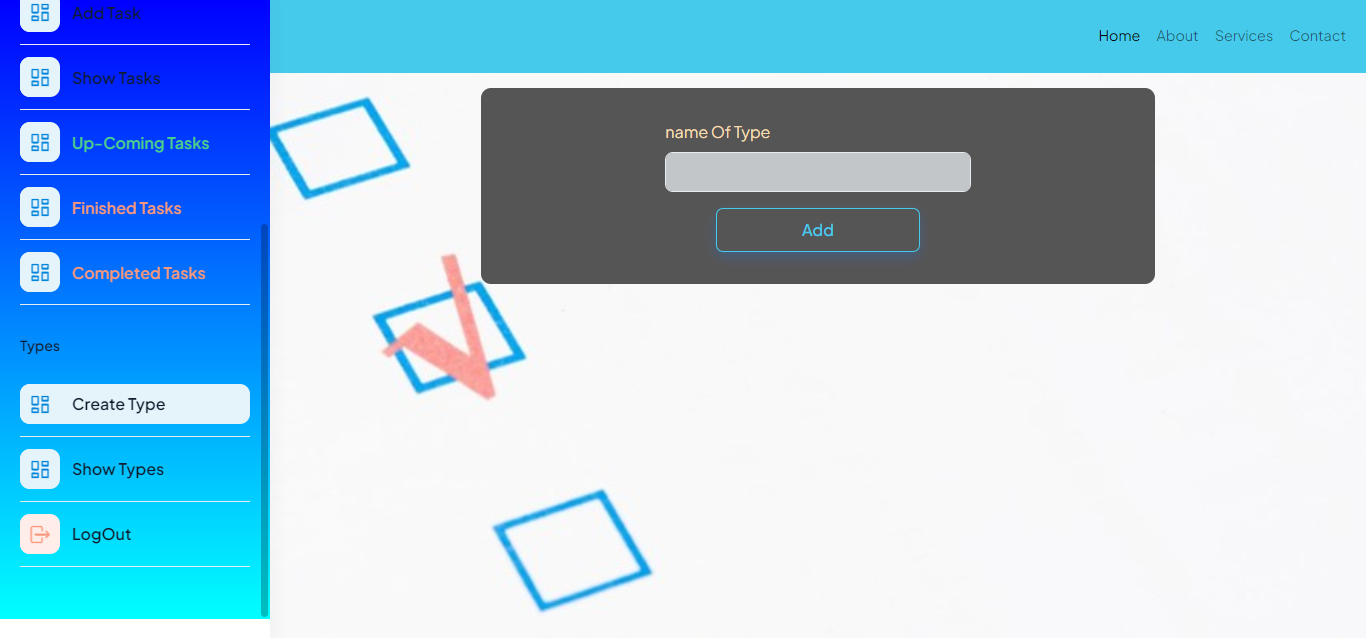 Add Task
Show Tasks
Up-Coming Tasks
Finished Tasks
Completed Tasks
Types
Create Type
Show Types
LogOut
Home About Services Contact
name Of Type
Add